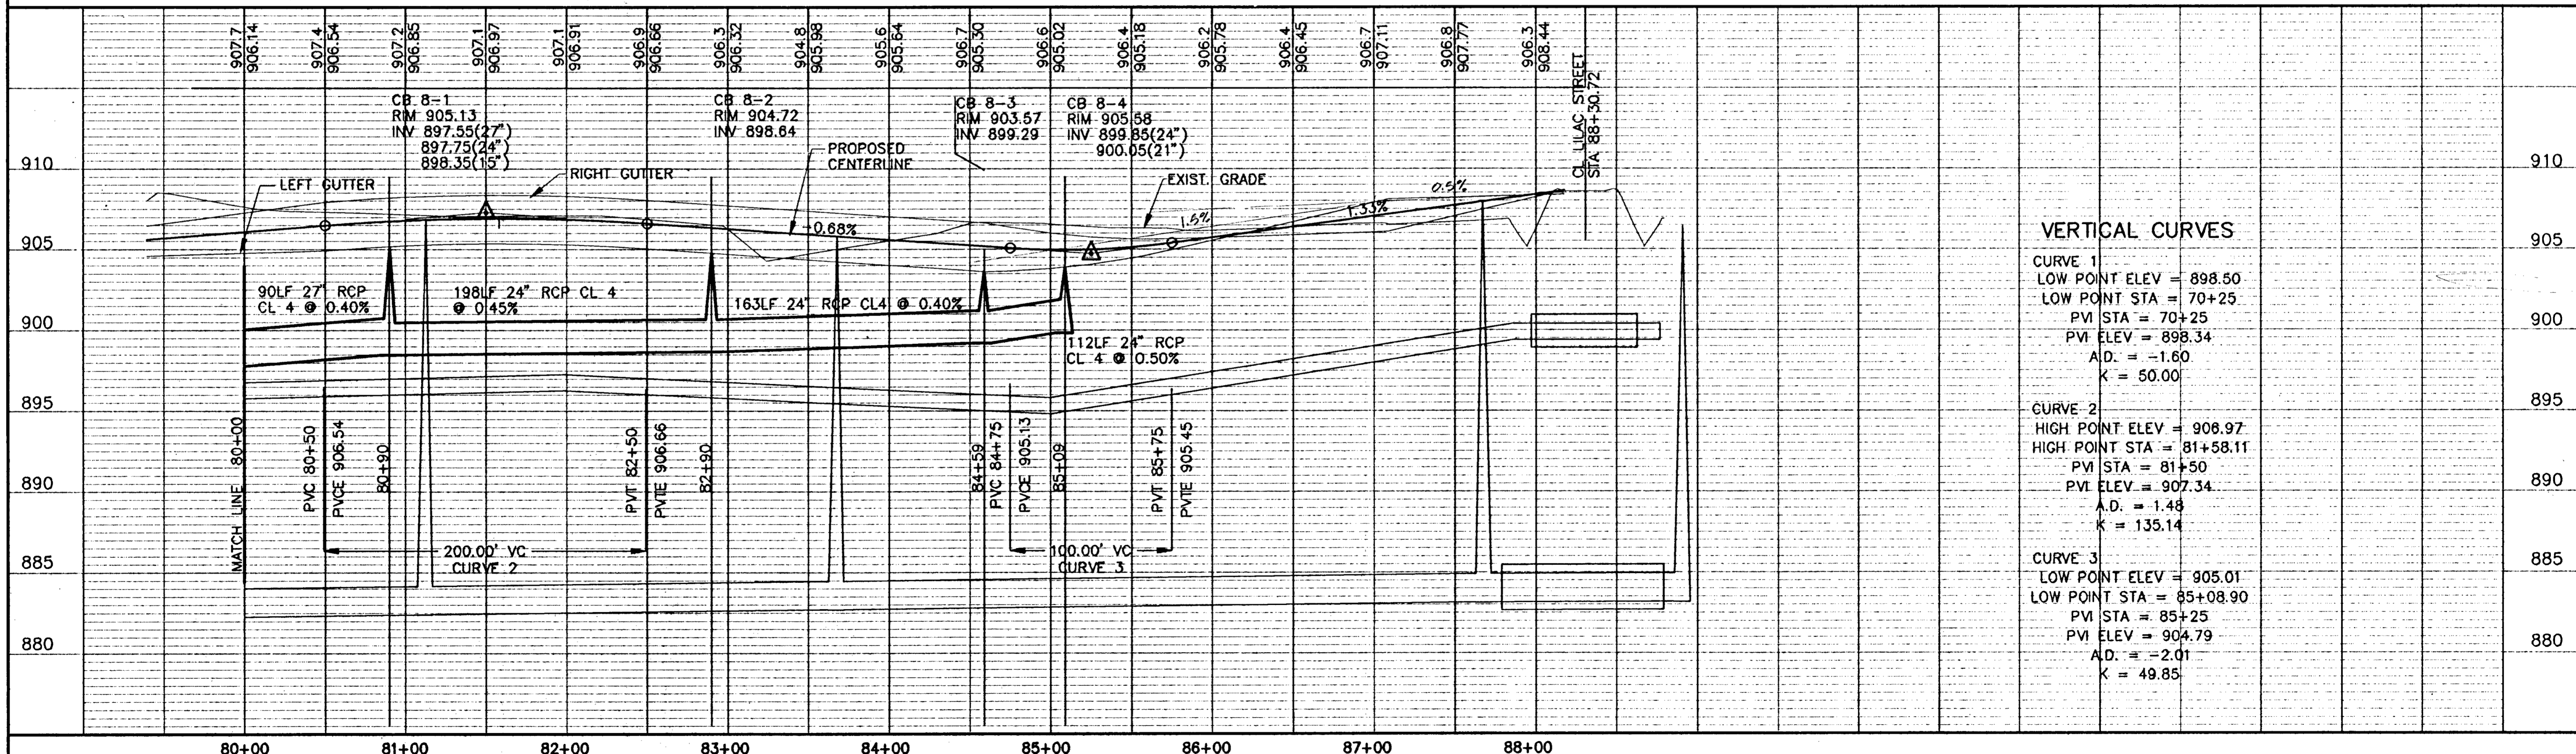 907.7
906.14
907.4
906.54
907.2
906.85
907.1
906.97
907.1
906.91
906.9
906.66
906.3
906.32
904.8
905.98
905.6
905.64
906.7
905.30
906.6
905.02
906.4
905.18
906.2
905.78
906.4
906.45
906.7
907.11
906.8
907.77
906.3
908.44
CL LILAC STREET
STA 88+30.72
CB 8-1
RIM 905.13
INV 897.55(27")
897.75(24")
898.35(15")
CB 8-2
RIM 904.72
INV 898.64
CB 8-3
RIM 903.57
INV 899.29
CB 8-4
RIM 905.58
INV 899.85(24")
900.05(21")
PROPOSED
CENTERLINE
LEFT GUTTER
RIGHT GUTTER
EXIST. GRADE
-0.68%
1.5%
1.33%
0.5%
910
905
900
895
890
885
880
910
905
900
895
890
885
880
90LF 27" RCP
CL 4 @ 0.40%
198LF 24" RCP CL 4
@ 0.45%
163LF 24" RCP CL4 @ 0.40%
112LF 24" RCP
CL 4 @ 0.50%
MATCH LINE 80+00
PVC 80+50
PVCE 906.54
80+90
PVT 82+50
PVTE 906.66
82+90
84+59
PVC 84+75
PVCE 905.13
85+09
PVT 85+75
PVTE 905.45
200.00' VC
CURVE 2
100.00' VC
CURVE 3
VERTICAL CURVES
CURVE 1
LOW POINT ELEV = 898.50
LOW POINT STA = 70+25
PVI STA = 70+25
PVI ELEV = 898.34
A.D. = -1.60
K = 50.00
CURVE 2
HIGH POINT ELEV = 906.97
HIGH POINT STA = 81+58.11
PVI STA = 81+50
PVI ELEV = 907.34
A.D. = 1.48
K = 135.14
CURVE 3
LOW POINT ELEV = 905.01
LOW POINT STA = 85+08.90
PVI STA = 85+25
PVI ELEV = 904.79
A.D. = -2.01
K = 49.85
80+00
81+00
82+00
83+00
84+00
85+00
86+00
87+00
88+00